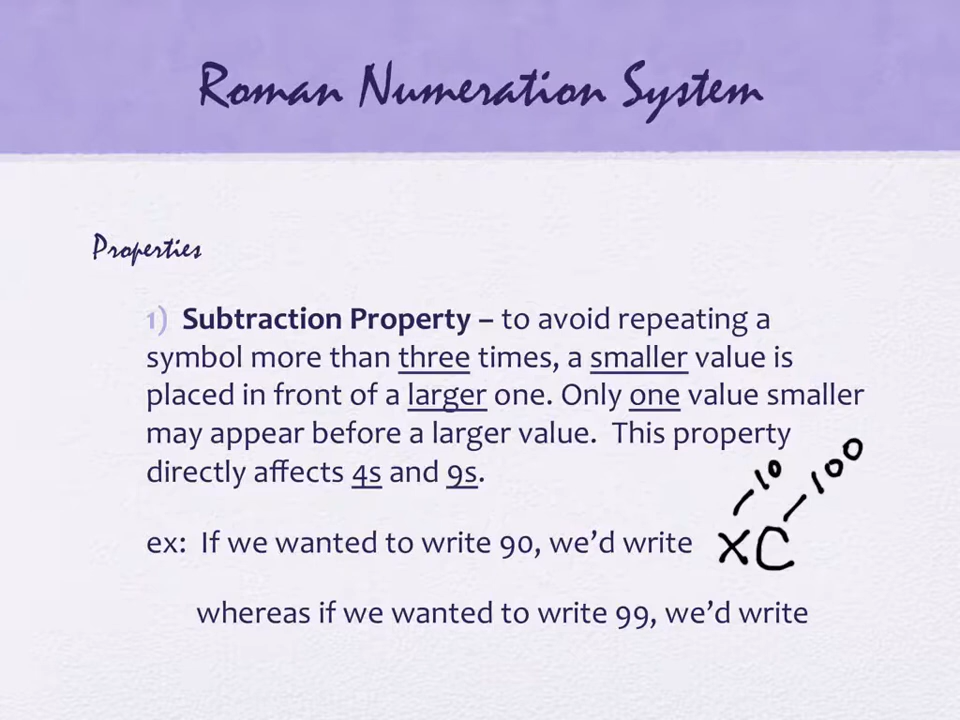 Roman Numeration System
Properties
1) Subtraction Property – to avoid repeating a
symbol more than three times, a smaller value is
placed in front of a larger one. Only one value smaller
may appear before a larger value. This property
directly affects 4s and 9s.
10 100
ex: If we wanted to write 90, we'd write XC
whereas if we wanted to write 99, we'd write